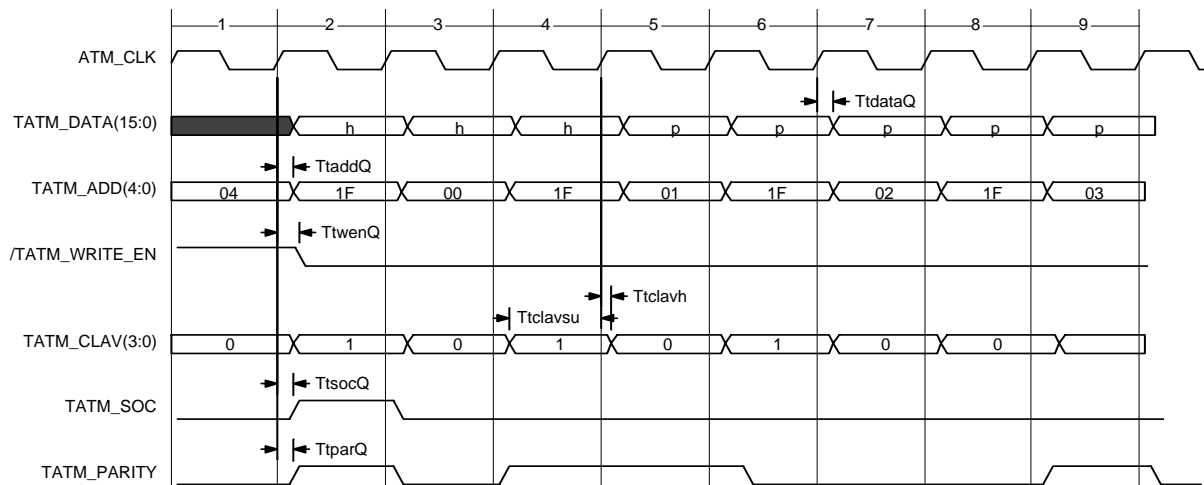 1 2 3 4 5 6 7 8 9
ATM_CLK
TtdataQ
TATM_DATA(15:0) h h h p p p p p p
TtaddQ
TATM_ADD(4:0) 04 1F 00 1F 01 1F 02 1F 03
TtwenQ
/TATM_WRITE_EN
Ttclavh
Ttclavsu
TATM_CLAV(3:0) 0 1 0 1 0 1 0 0
TtsocQ
TATM_SOC
TtparQ
TATM_PARITY